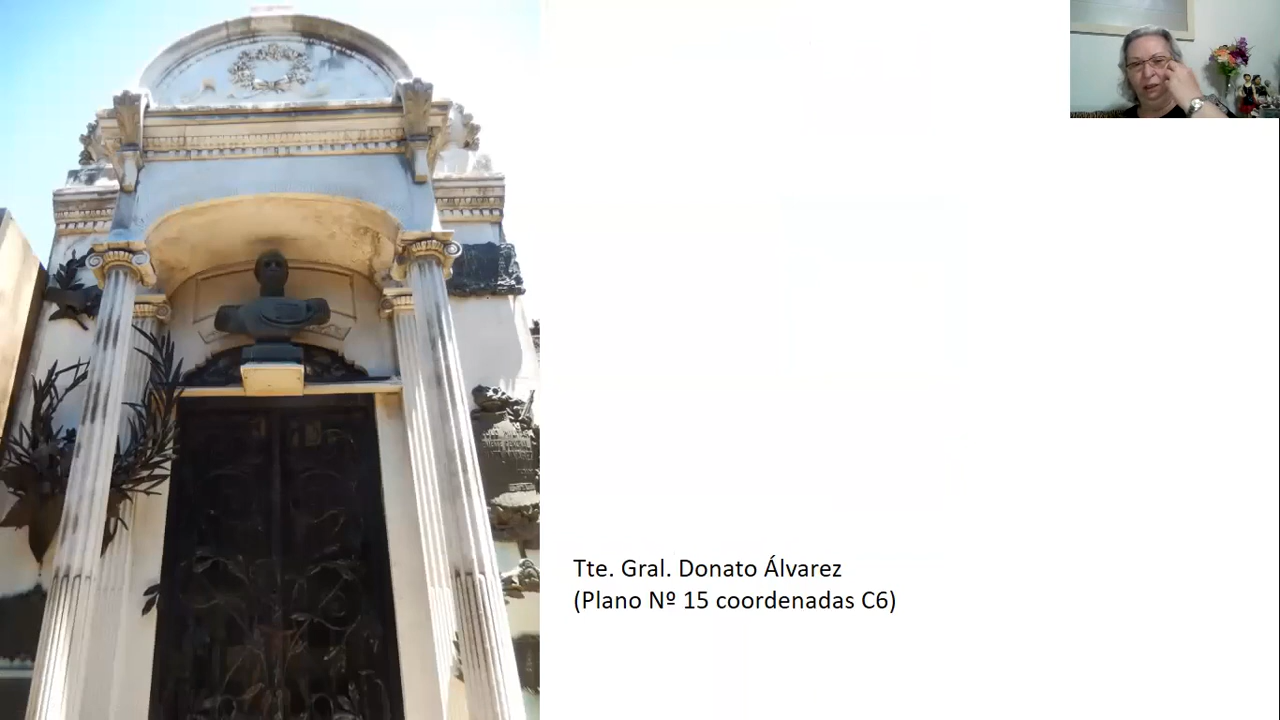 Tte. Gral. Donato Álvarez
(Plano Nº 15 coordenadas C6)